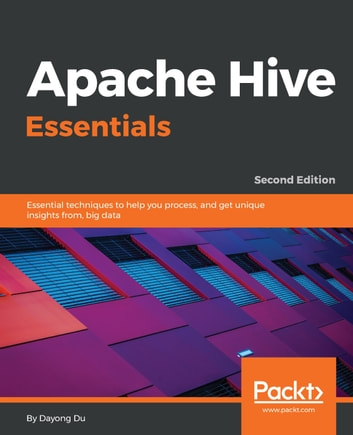 Apache Hive
Essentials
Second Edition
Essential techniques to help you process, and get unique
insights from, big data
Packt>
www.packt.com
By Dayong Du